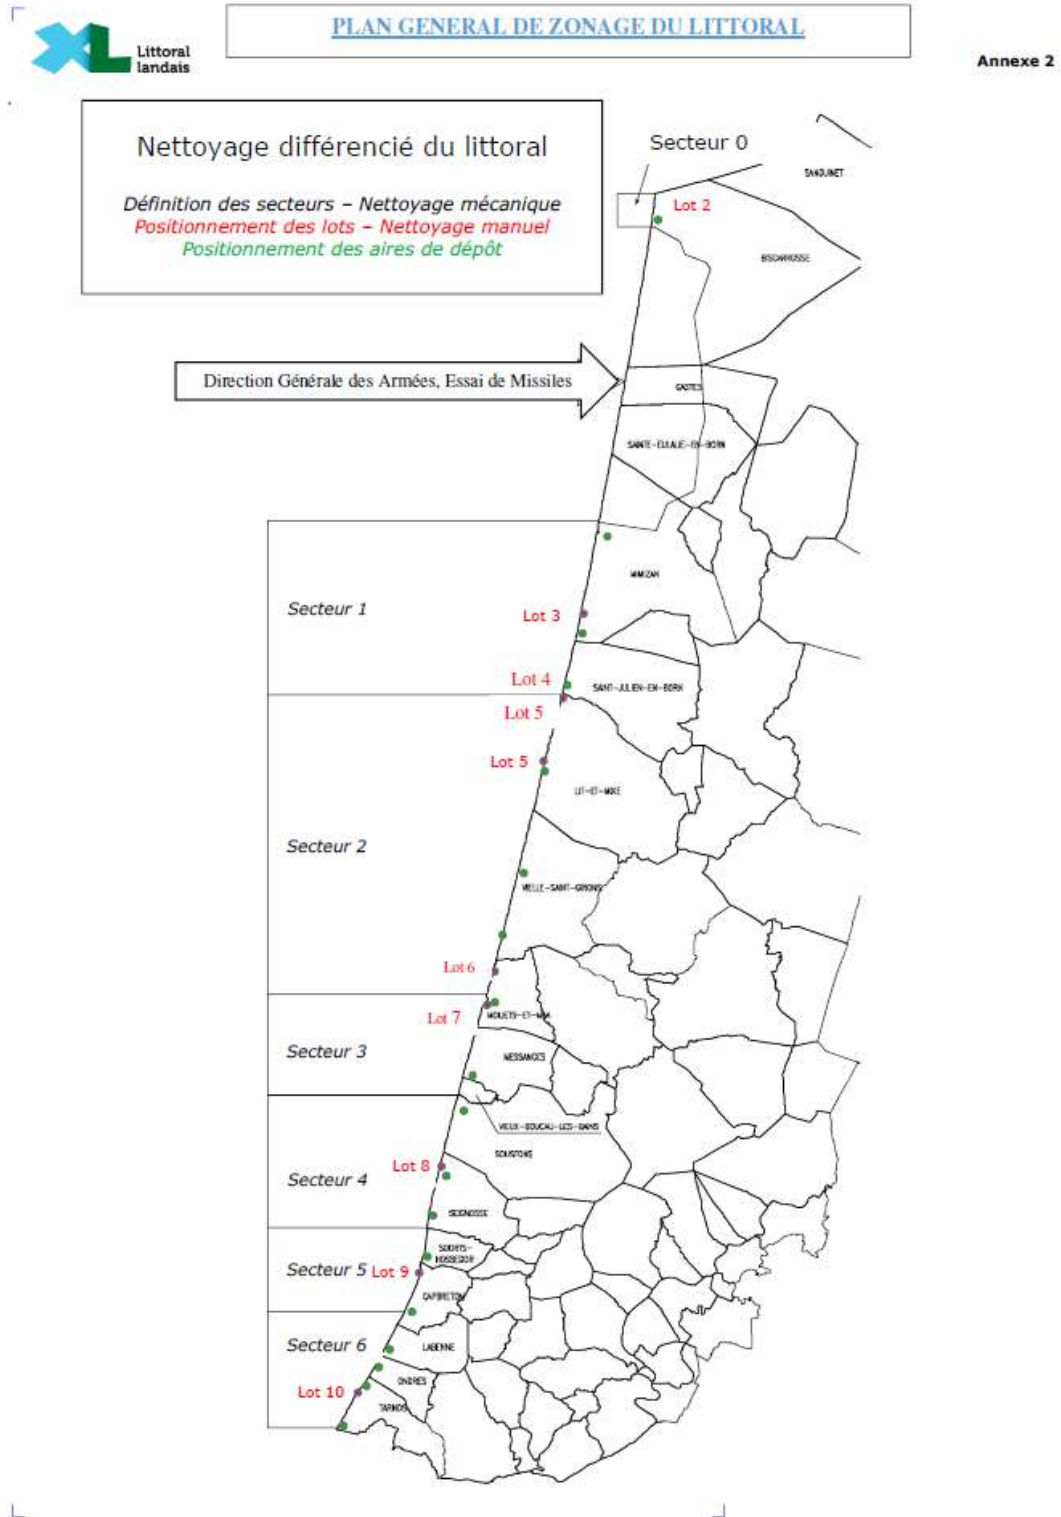 PLAN GENERAL DE ZONAGE DU LITTORAL
XL Littoral
landais
Annexe 2
Nettoyage différencié du littoral
Définition des secteurs – Nettoyage mécanique
Positionnement des lots – Nettoyage manuel
Positionnement des aires de dépôt
Secteur 0
SANGUINET
Lot 2
BISCARROSSE
Direction Générale des Armées, Essai de Missiles
GASTES
SAINTE-EULALIE-EN-BORN
MIMIZAN
Secteur 1
Lot 3
Lot 4
SAINT-JULIEN-EN-BORN
Lot 5
Lot 5
LIT-ET-MIXE
Secteur 2
VIELLE-SAINT-GIRONS
Lot 6
Lot 7
MOLIETS-ET-MAA
Secteur 3
MESSANGES
VIEUX-BOUCAU-LES-BAINS
SOUSTONS
Lot 8
Secteur 4
SEIGNOSSE
SOORTS-
HOSSEGOR
Secteur 5
Lot 9
CAPBRETON
Secteur 6
LABENNE
ONDRES
Lot 10
TARNOS